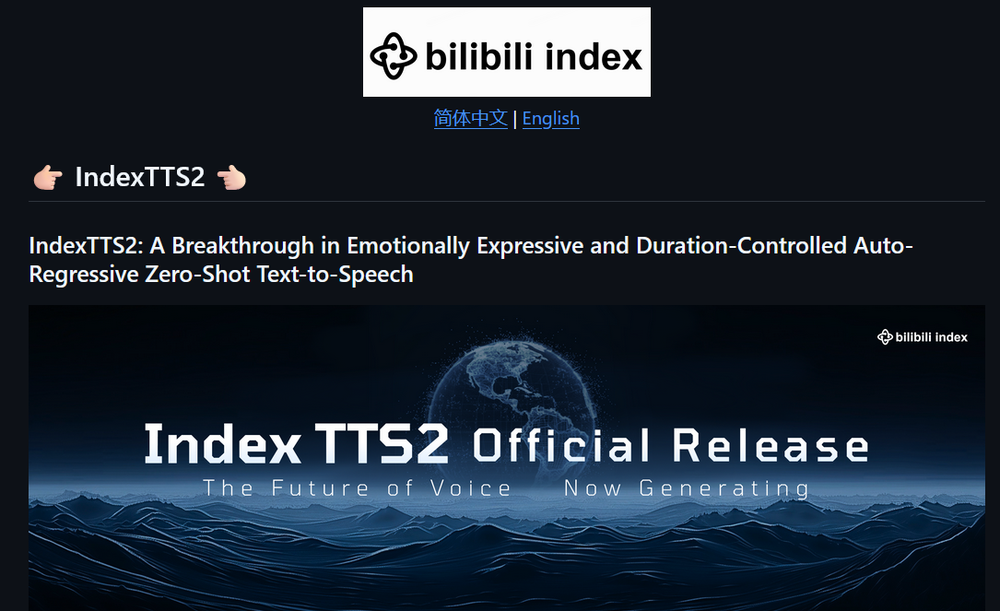 bilibili index
简体中文 | English
👉 IndexTTS2 👈
IndexTTS2: A Breakthrough in Emotionally Expressive and Duration-Controlled Auto-
Regressive Zero-Shot Text-to-Speech
bilibili index
Index TTS2 Official Release
The Future of Voice Now Generating